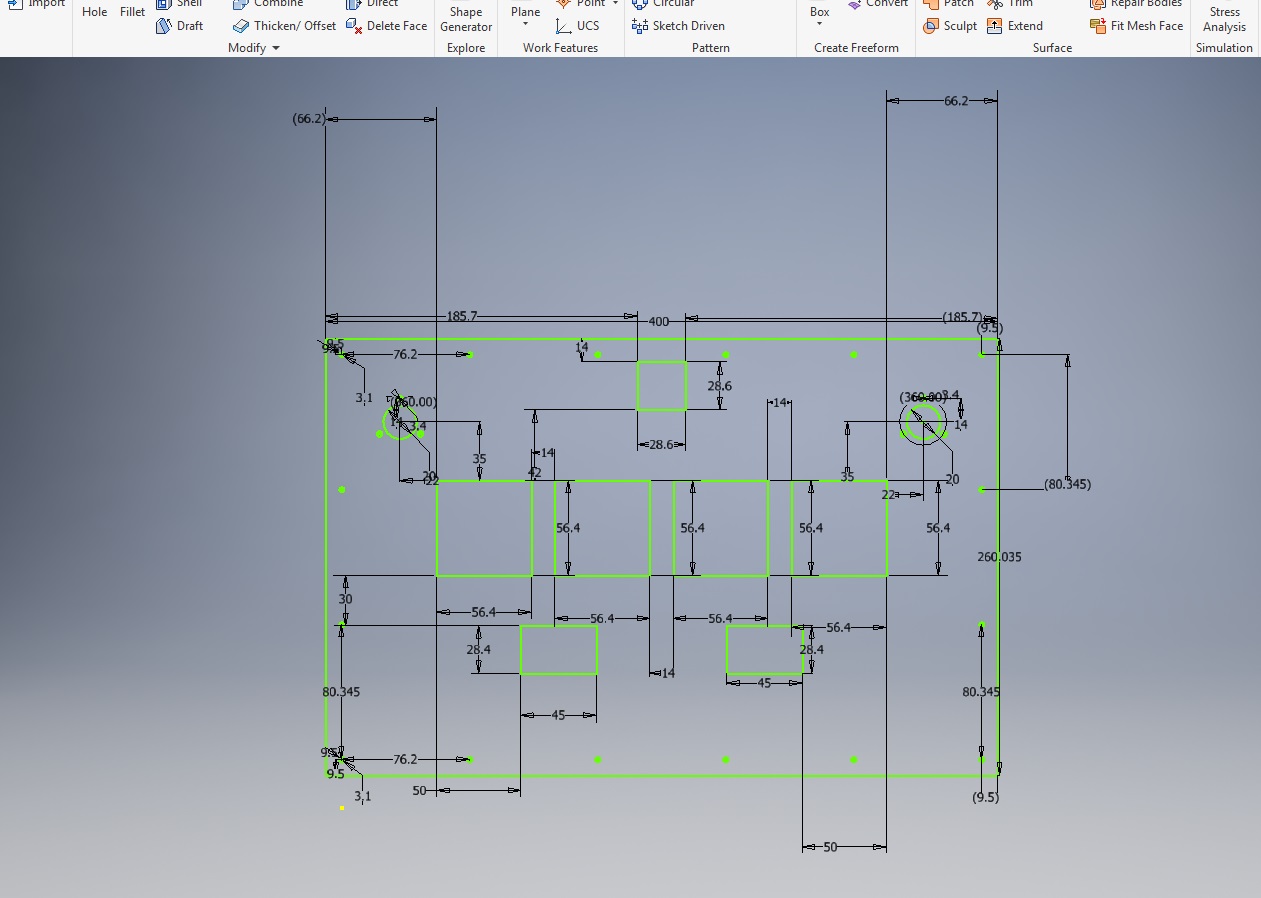 Import
Shell
Combine
Direct
Point
Circular
Convert
Patch
Trim
Repair Bodies
Hole
Fillet
Shape
Generator
Plane
Box
Stress
Analysis
Draft
Thicken/ Offset
Delete Face
UCS
Sketch Driven
Sculpt
Extend
Fit Mesh Face
Modify
Explore
Work Features
Pattern
Create Freeform
Surface
Simulation
66.2
(66.2)
185.7
400
(185.7)
(9.5)
76.2
14
28.6
3.1
(360.00)
3.4
14
(360.00)
3.4
14
14
28.6
35
14
42
20
22
35
20
22
(80.345)
56.4
56.4
56.4
56.4
260.035
30
56.4
56.4
56.4
56.4
28.4
28.4
14
45
80.345
80.345
45
9.5
76.2
9.5
50
3.1
(9.5)
50